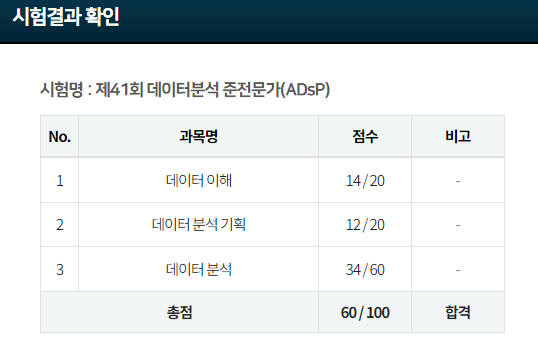 시험결과 확인
시험명 : 제41회 데이터분석 준전문가(ADsP)
No. 과목명 점수 비고
1 데이터 이해 14 / 20 -
2 데이터 분석 기획 12 / 20 -
3 데이터 분석 34 / 60 -
총점 60 / 100 합격